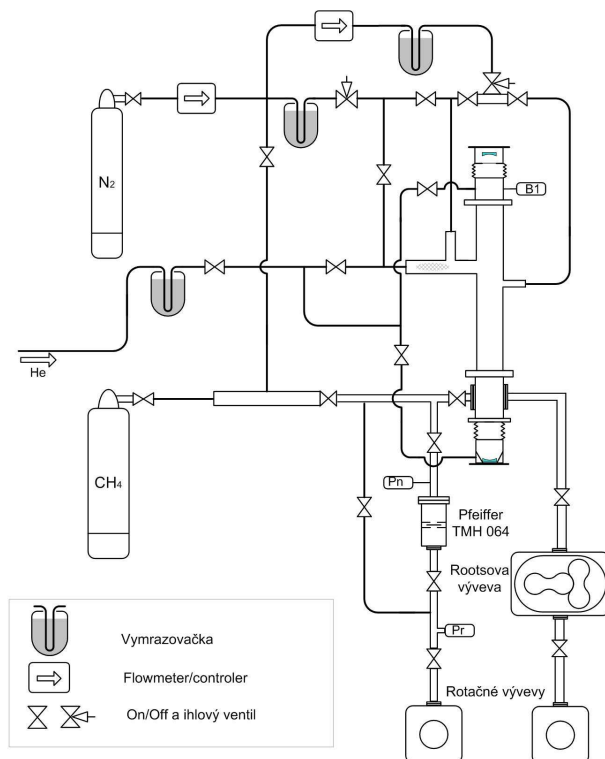 N2
B1
He
CH4
Pn
Pfeiffer
TMH 064
Rootsova
výveva
Pr
Rotačné vývevy
Vymrazovačka
Flowmeter/controler
On/Off a ihlový ventil